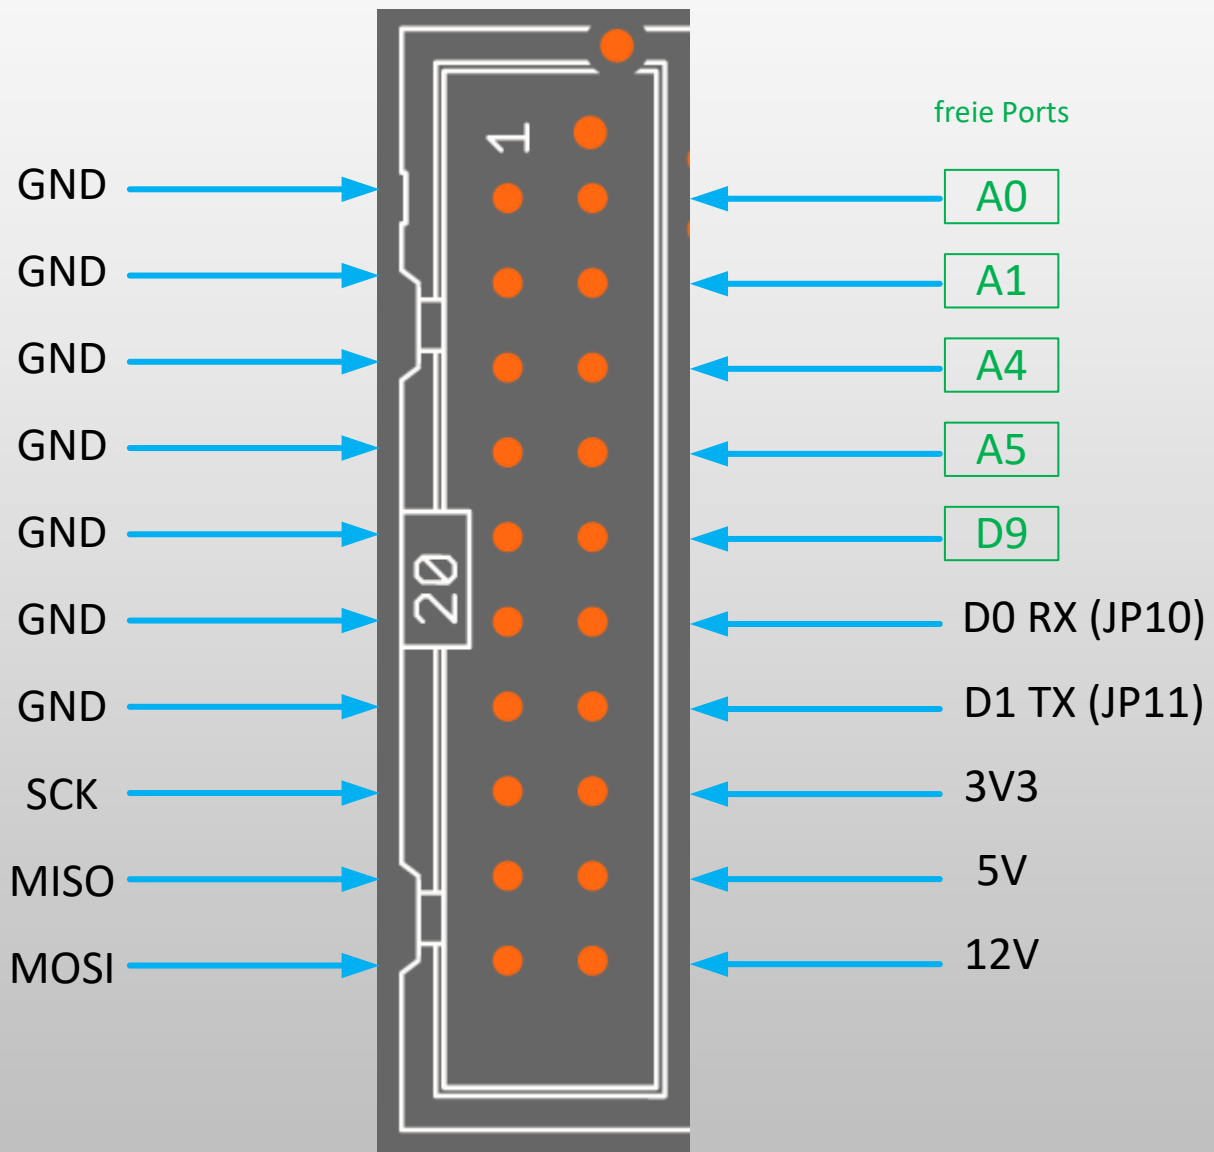 freie Ports
1
GND A0
GND A1
GND A4
GND A5
GND D9
20
GND D0 RX (JP10)
GND D1 TX (JP11)
SCK 3V3
MISO 5V
MOSI 12V